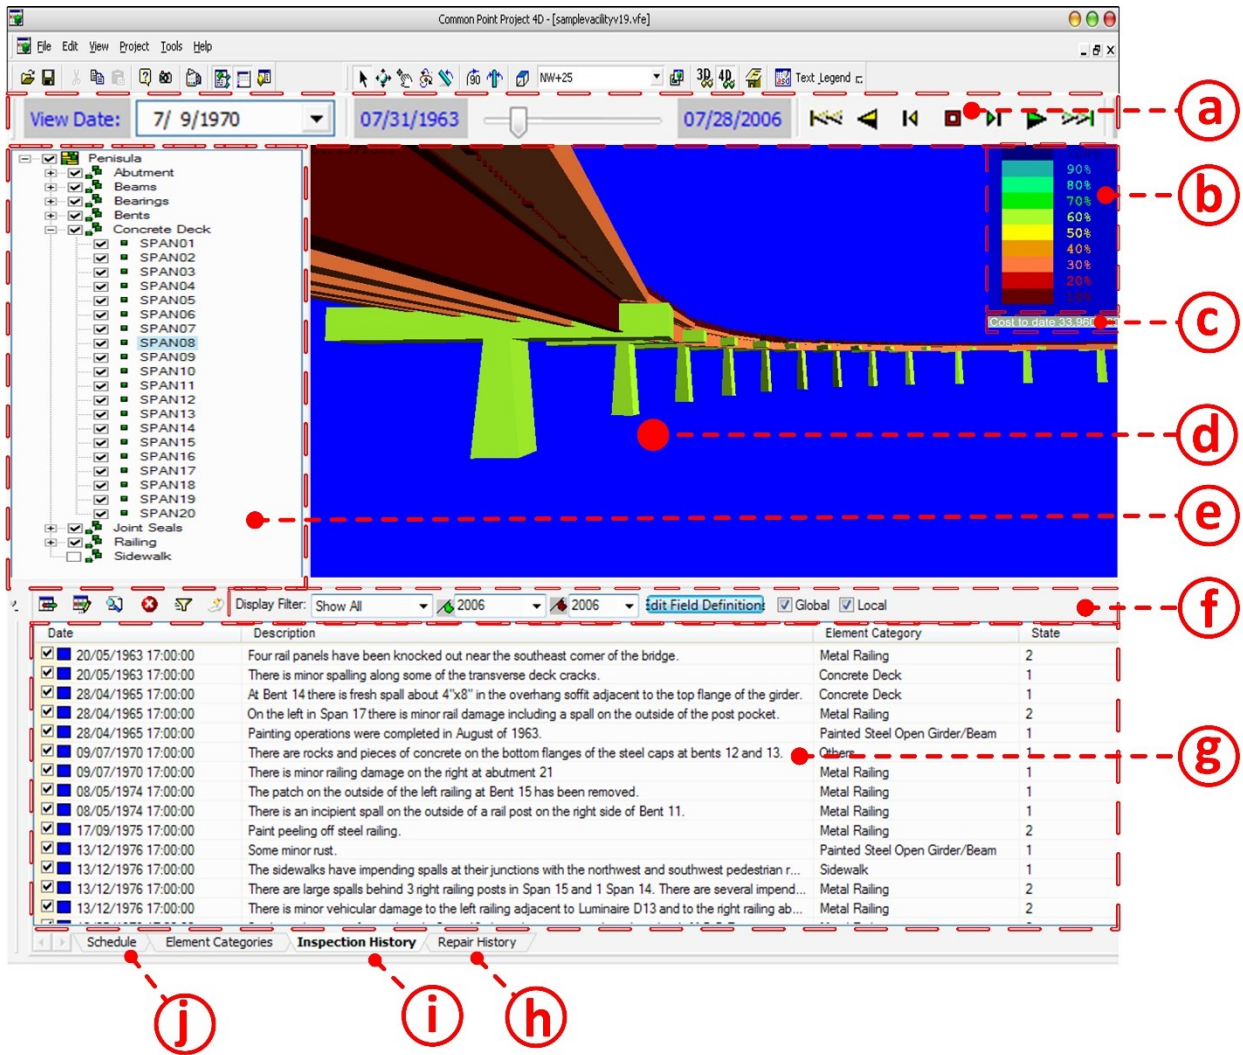 Common Point Project 4D - [samplevacilityv19.vfe]
File Edit View Project Tools Help
90 NW+25 3D 4D Text_Legend
View Date: 7/ 9/1970 07/31/1963 07/28/2006
a
Penisula
Abutment
Beams
Bearings
Bents
Concrete Deck
SPAN01
SPAN02
SPAN03
SPAN04
SPAN05
SPAN06
SPAN07
SPAN08
SPAN09
SPAN10
SPAN11
SPAN12
SPAN13
SPAN14
SPAN15
SPAN16
SPAN17
SPAN18
SPAN19
SPAN20
Joint Seals
Railing
Sidewalk
90%
80%
70%
60%
50%
40%
30%
20%
10%
b
Cost to date
c
d
e
Display Filter: Show All 2006 2006 Edit Field Definitions Global Local
f
Date Description Element Category State
20/05/1963 17:00:00 Four rail panels have been knocked out near the southeast corner of the bridge. Metal Railing 2
20/05/1963 17:00:00 There is minor spalling along some of the transverse deck cracks. Concrete Deck 1
28/04/1965 17:00:00 At Bent 14 there is fresh spall about 4"x8" in the overhang soffit adjacent to the top flange of the girder. Concrete Deck 1
28/04/1965 17:00:00 On the left in Span 17 there is minor rail damage including a spall on the outside of the post pocket. Metal Railing 2
28/04/1965 17:00:00 Painting operations were completed in August of 1963. Painted Steel Open Girder/Beam 1
09/07/1970 17:00:00 There are rocks and pieces of concrete on the bottom flanges of the steel caps at bents 12 and 13. Others 1
09/07/1970 17:00:00 There is minor railing damage on the right at abutment 21 Metal Railing 1
08/05/1974 17:00:00 The patch on the outside of the left railing at Bent 15 has been removed. Metal Railing 1
08/05/1974 17:00:00 There is an incipient spall on the outside of a rail post on the right side of Bent 11. Metal Railing 1
17/09/1975 17:00:00 Paint peeling off steel railing. Metal Railing 2
13/12/1976 17:00:00 Some minor rust. Painted Steel Open Girder/Beam 1
13/12/1976 17:00:00 The sidewalks have impending spalls at their junctions with the northwest and southwest pedestrian r... Sidewalk 1
13/12/1976 17:00:00 There are large spalls behind 3 right railing posts in Span 15 and 1 Span 14. There are several impend... Metal Railing 2
13/12/1976 17:00:00 There is minor vehicular damage to the left railing adjacent to Luminaire D13 and to the right railing ab... Metal Railing 2
g
Schedule Element Categories Inspection History Repair History
j
i
h